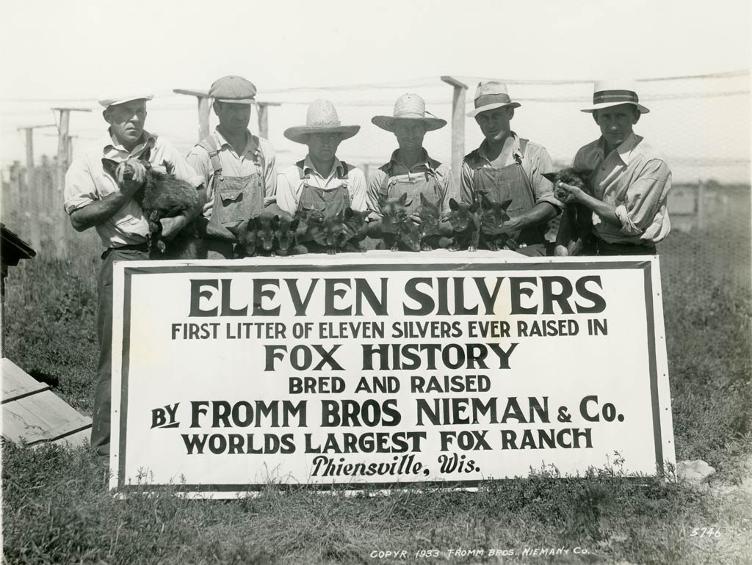 ELEVEN SILVERS
FIRST LITTER OF ELEVEN SILVERS EVER RAISED IN
FOX HISTORY
BRED AND RAISED
BY FROMM BROS NIEMAN & CO.
WORLDS LARGEST FOX RANCH
Phiensville, Wis.
5746
COPYR 1933 FROMM BROS. NIEMAN & CO.